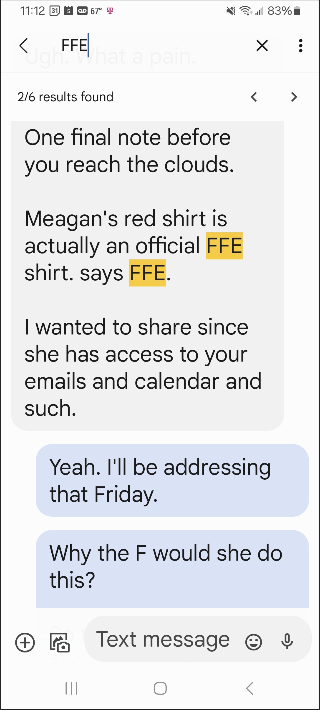 11:12 31 67° 83%
FFE
Ugh. What a pain.
2/6 results found
One final note before
you reach the clouds.
Meagan's red shirt is
actually an official FFE
shirt. says FFE.
I wanted to share since
she has access to your
emails and calendar and
such.
Yeah. I'll be addressing
that Friday.
Why the F would she do
this?
Text message